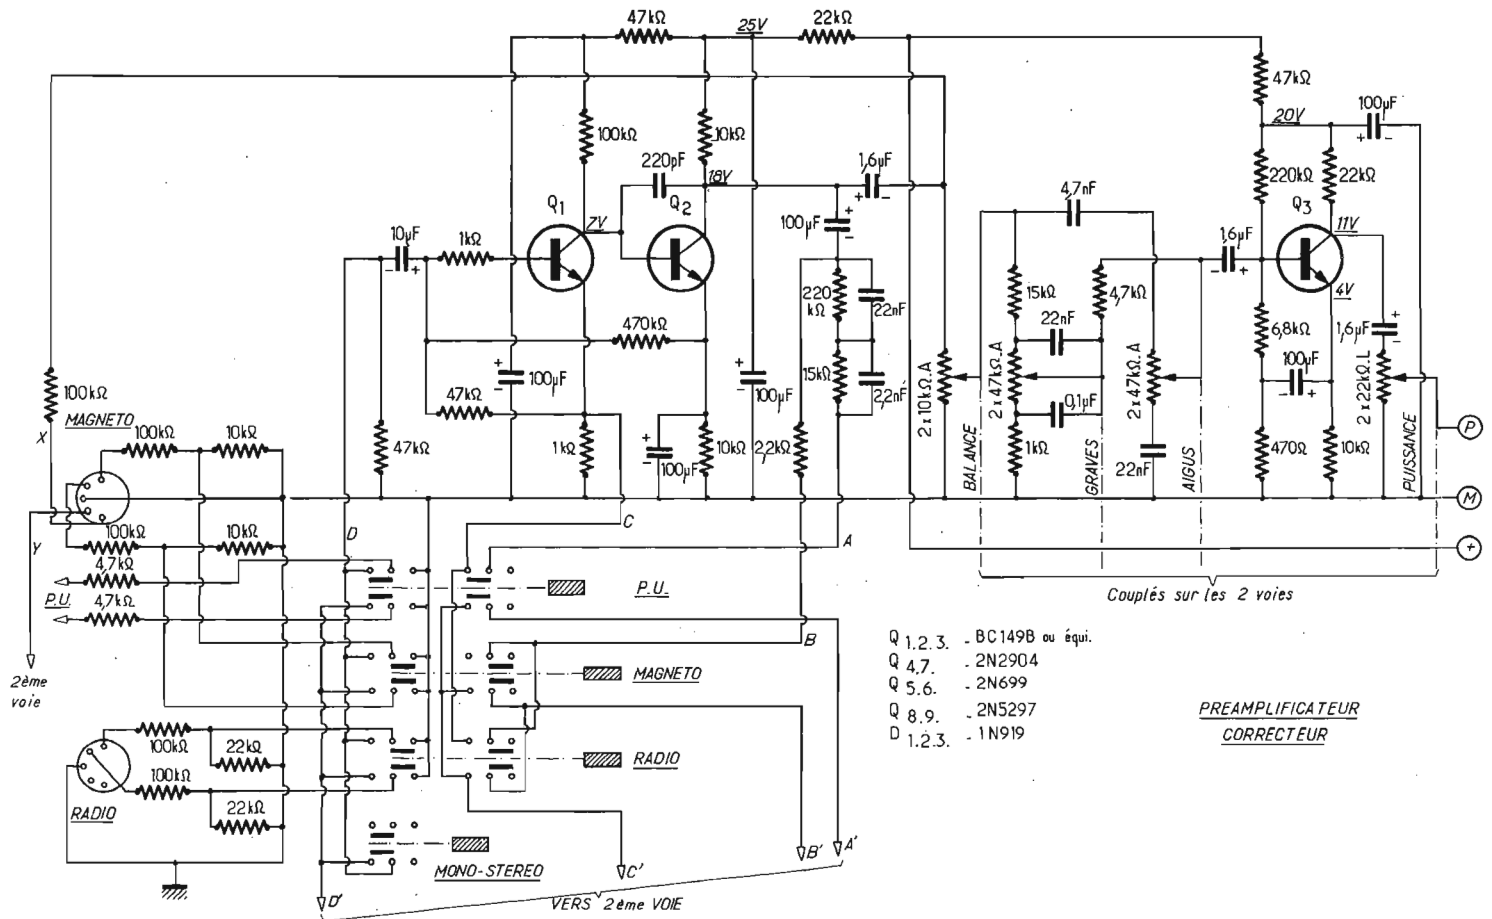 47kΩ
25V
22kΩ
47kΩ
100µF
+ -
20V
100kΩ
10kΩ
220pF
18V
1,6µF
+ -
4,7nF
220kΩ
22kΩ
Q1
7V
Q2
100µF
+
-
Q3
11V
10µF
- +
1kΩ
1,6µF
- +
4V
220
kΩ
22nF
15kΩ
4,7kΩ
22nF
6,8kΩ
1,6µF
+
-
470kΩ
100kΩ
+
-
100µF
+
-
100µF
15kΩ
2,2nF
2x10kΩ.A
2x47kΩ.A
2x47kΩ.A
100µF
- +
2x22kΩ.L
0,1µF
47kΩ
X
MAGNETO
100kΩ
10kΩ
47kΩ
1kΩ
+
-
100µF
10kΩ
2,2kΩ
BALANCE
1kΩ
GRAVES
22nF
AIGUS
470Ω
10kΩ
PUISSANCE
P
M
+
100kΩ
10kΩ
Y
D
C
A
4,7kΩ
P.U.
4,7kΩ
P.U.
Couplés sur les 2 voies
B
2ème
voie
MAGNETO
Q 1.2.3. - BC149B ou équi.
Q 4.7. - 2N2904
Q 5.6. - 2N699
Q 8.9. - 2N5297
D 1.2.3. - 1N919
PREAMPLIFICATEUR
CORRECTEUR
100kΩ
22kΩ
100kΩ
22kΩ
RADIO
RADIO
MONO-STEREO
B'
A'
C'
D'
VERS 2ème VOIE